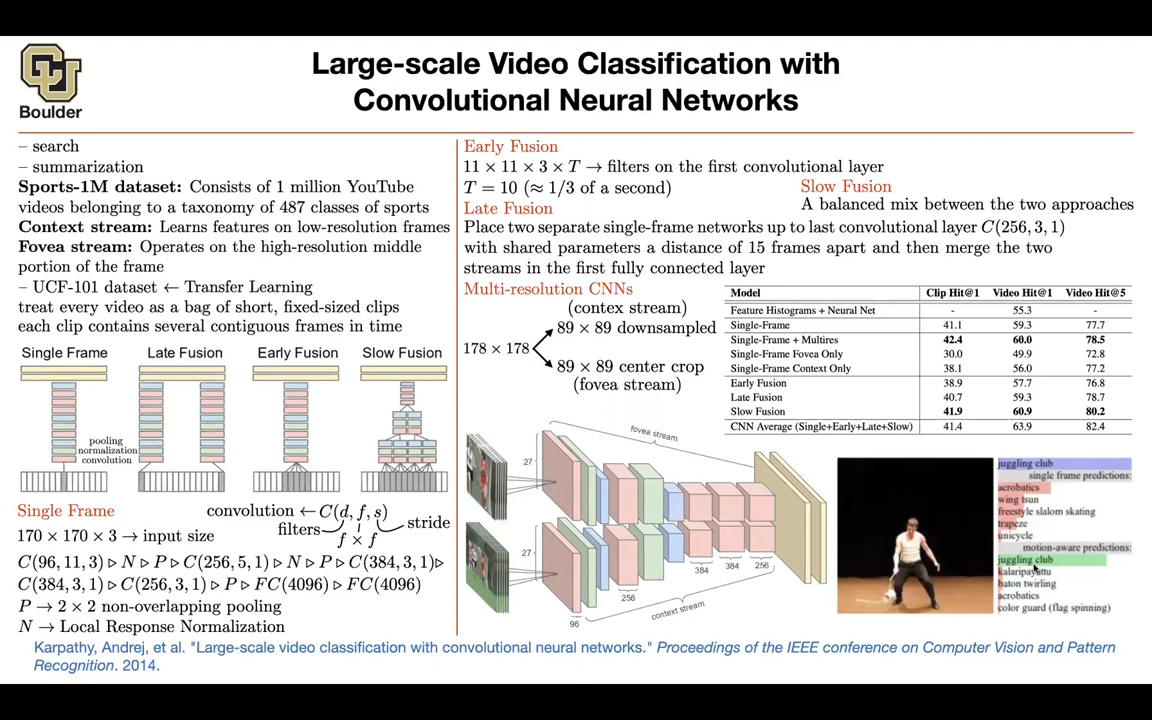 Large-scale Video Classification with
Convolutional Neural Networks
Boulder
– search
– summarization
Sports-1M dataset: Consists of 1 million YouTube
videos belonging to a taxonomy of 487 classes of sports
Context stream: Learns features on low-resolution frames
Fovea stream: Operates on the high-resolution middle
portion of the frame
– UCF-101 dataset ← Transfer Learning
treat every video as a bag of short, fixed-sized clips
each clip contains several contiguous frames in time
Single Frame Late Fusion Early Fusion Slow Fusion
pooling
normalization
convolution
Single Frame
convolution ← C(d, f, s)
filters
stride
f × f
170 × 170 × 3 → input size
C(96, 11, 3) ▷ N ▷ P ▷ C(256, 5, 1) ▷ N ▷ P ▷ C(384, 3, 1)▷
C(384, 3, 1) ▷ C(256, 3, 1) ▷ P ▷ FC(4096) ▷ FC(4096)
P → 2 × 2 non-overlapping pooling
N → Local Response Normalization
Early Fusion
11 × 11 × 3 × T → filters on the first convolutional layer
T = 10 (≈ 1/3 of a second)
Slow Fusion
A balanced mix between the two approaches
Late Fusion
Place two separate single-frame networks up to last convolutional layer C(256, 3, 1)
with shared parameters a distance of 15 frames apart and then merge the two
streams in the first fully connected layer
Multi-resolution CNNs
(contex stream)
89 × 89 downsampled
178 × 178
89 × 89 center crop
(fovea stream)
Model Clip Hit@1 Video Hit@1 Video Hit@5
Feature Histograms + Neural Net - 55.3 -
Single-Frame 41.1 59.3 77.7
Single-Frame + Multires 42.4 60.0 78.5
Single-Frame Fovea Only 30.0 49.9 72.8
Single-Frame Context Only 38.1 56.0 77.2
Early Fusion 38.9 57.7 76.8
Late Fusion 40.7 59.3 78.7
Slow Fusion 41.9 60.9 80.2
CNN Average (Single+Early+Late+Slow) 41.4 63.9 82.4
fovea stream
27
27
96
256
384
384
256
context stream
juggling club
single frame predictions:
acrobatics
wing tsun
freestyle slalom skating
trapeze
unicycle
motion-aware predictions:
juggling club
kalaripayattu
baton twirling
acrobatics
color guard (flag spinning)
Karpathy, Andrej, et al. "Large-scale video classification with convolutional neural networks." Proceedings of the IEEE conference on Computer Vision and Pattern
Recognition. 2014.